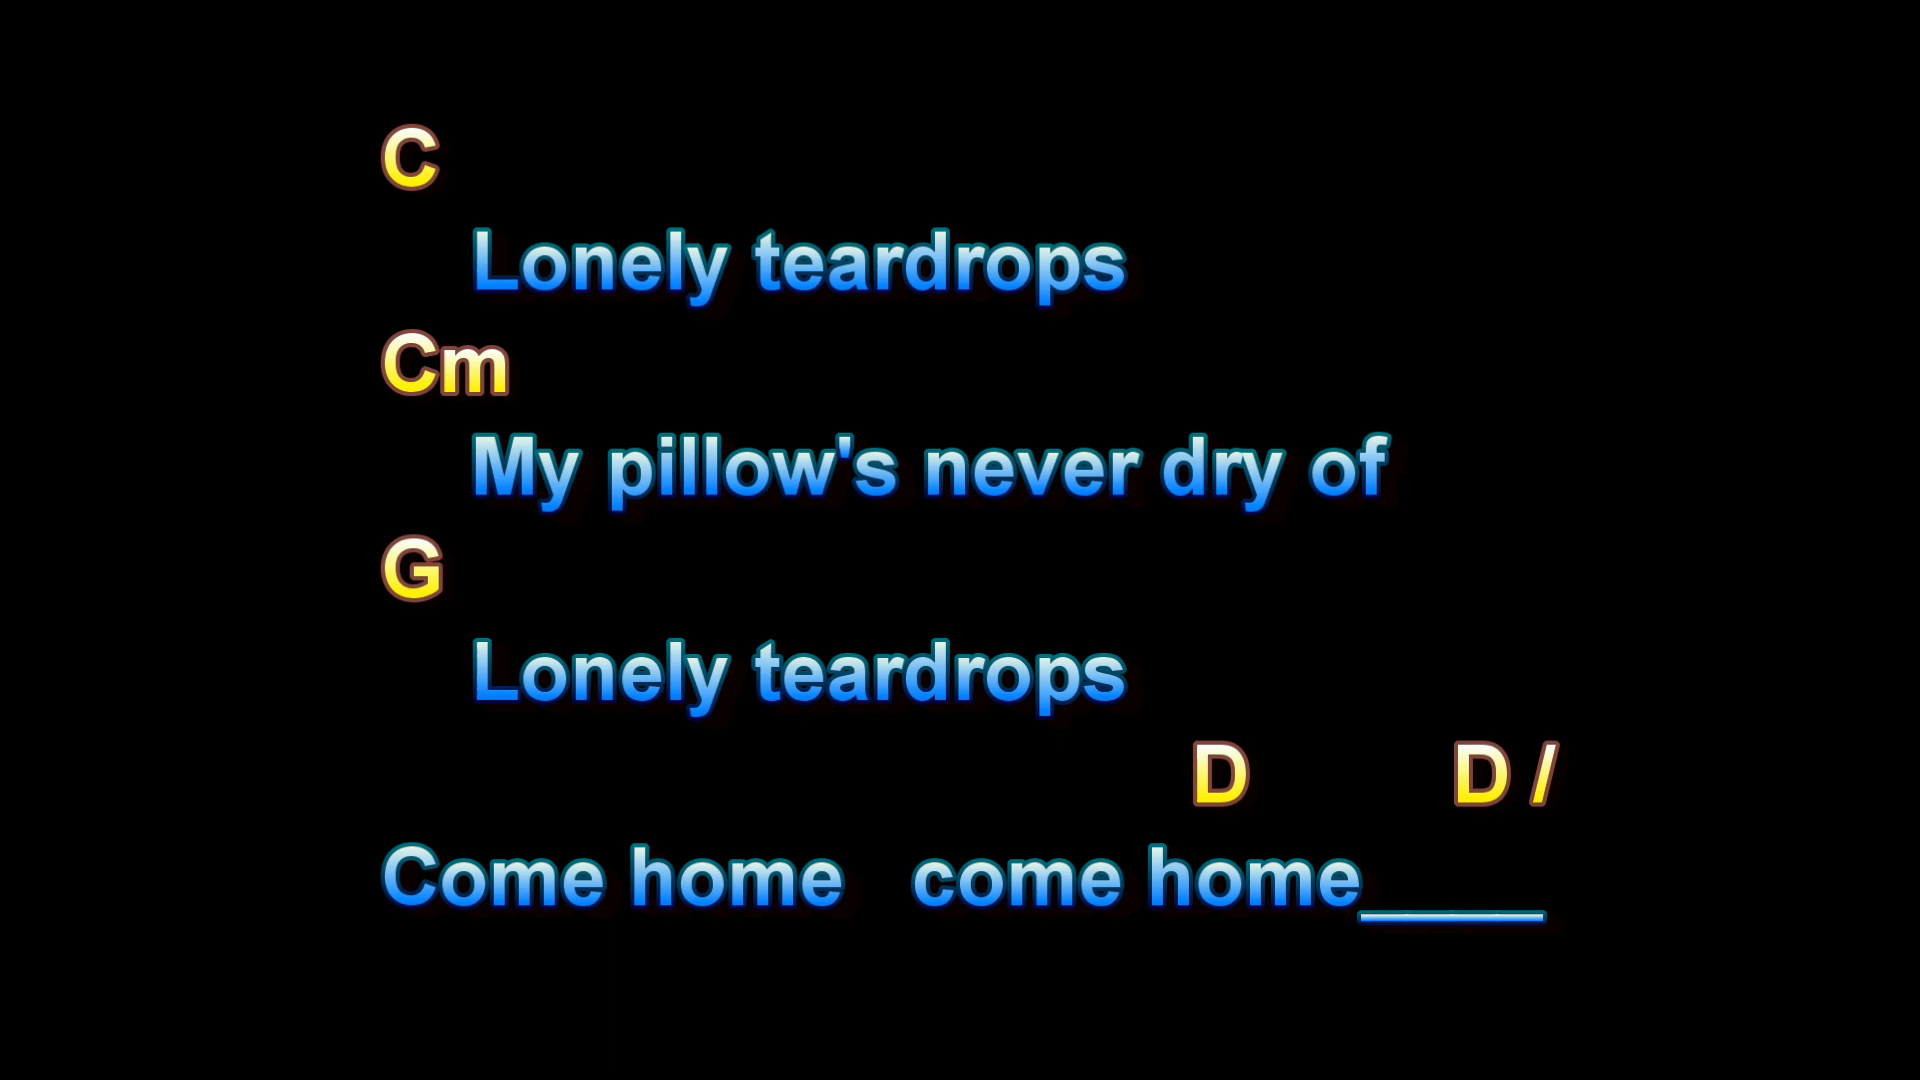 C
Lonely teardrops
Cm
My pillow's never dry of
G
Lonely teardrops
D D /
Come home come home____